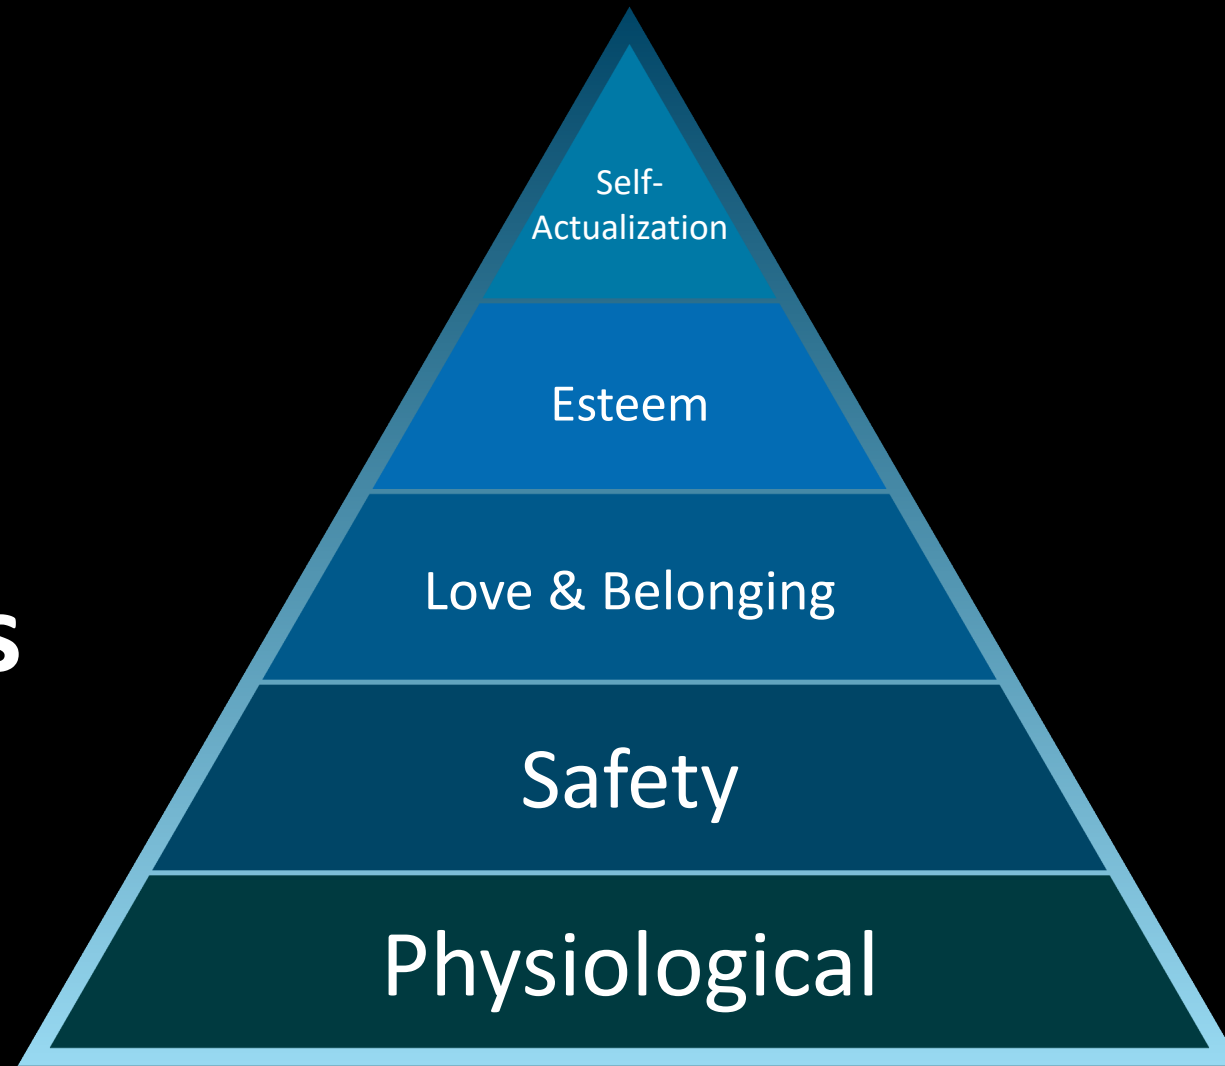 Self-
Actualization
Esteem
Love & Belonging
s
Safety
Physiological